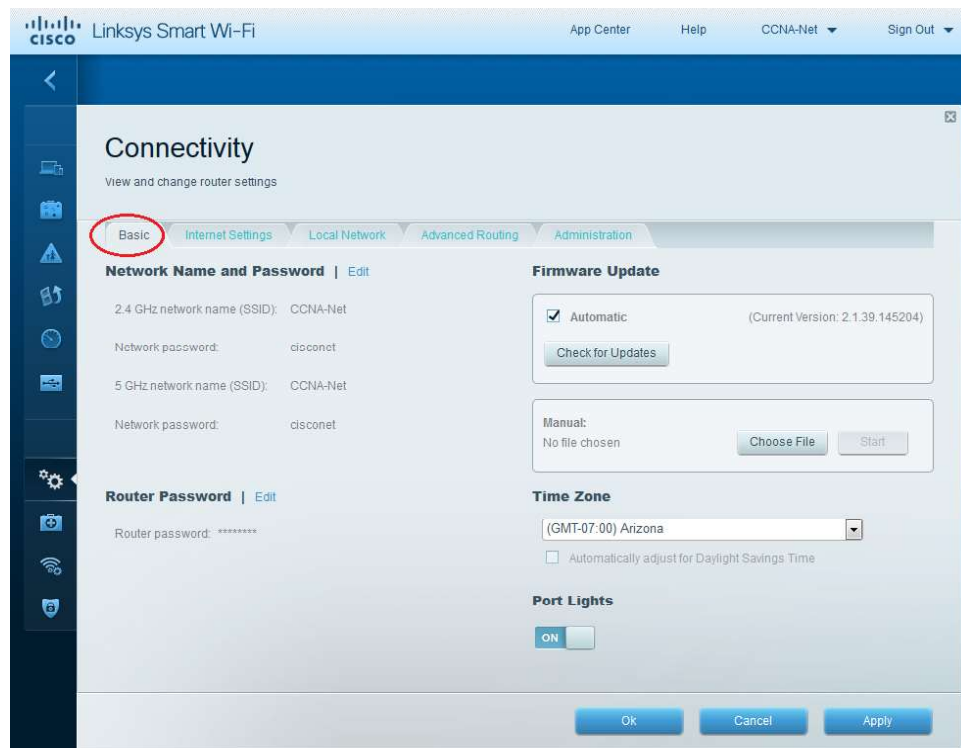 CISCO Linksys Smart Wi-Fi App Center Help CCNA-Net Sign Out
Connectivity
View and change router settings
Basic Internet Settings Local Network Advanced Routing Administration
Network Name and Password | Edit
2.4 GHz network name (SSID): CCNA-Net
Network password: cisconet
5 GHz network name (SSID): CCNA-Net
Network password: cisconet
Router Password | Edit
Router password: ********
Firmware Update
Automatic (Current Version: 2.1.39.145204)
Check for Updates
Manual:
No file chosen Choose File Start
Time Zone
(GMT-07:00) Arizona
Automatically adjust for Daylight Savings Time
Port Lights
ON
Ok Cancel Apply